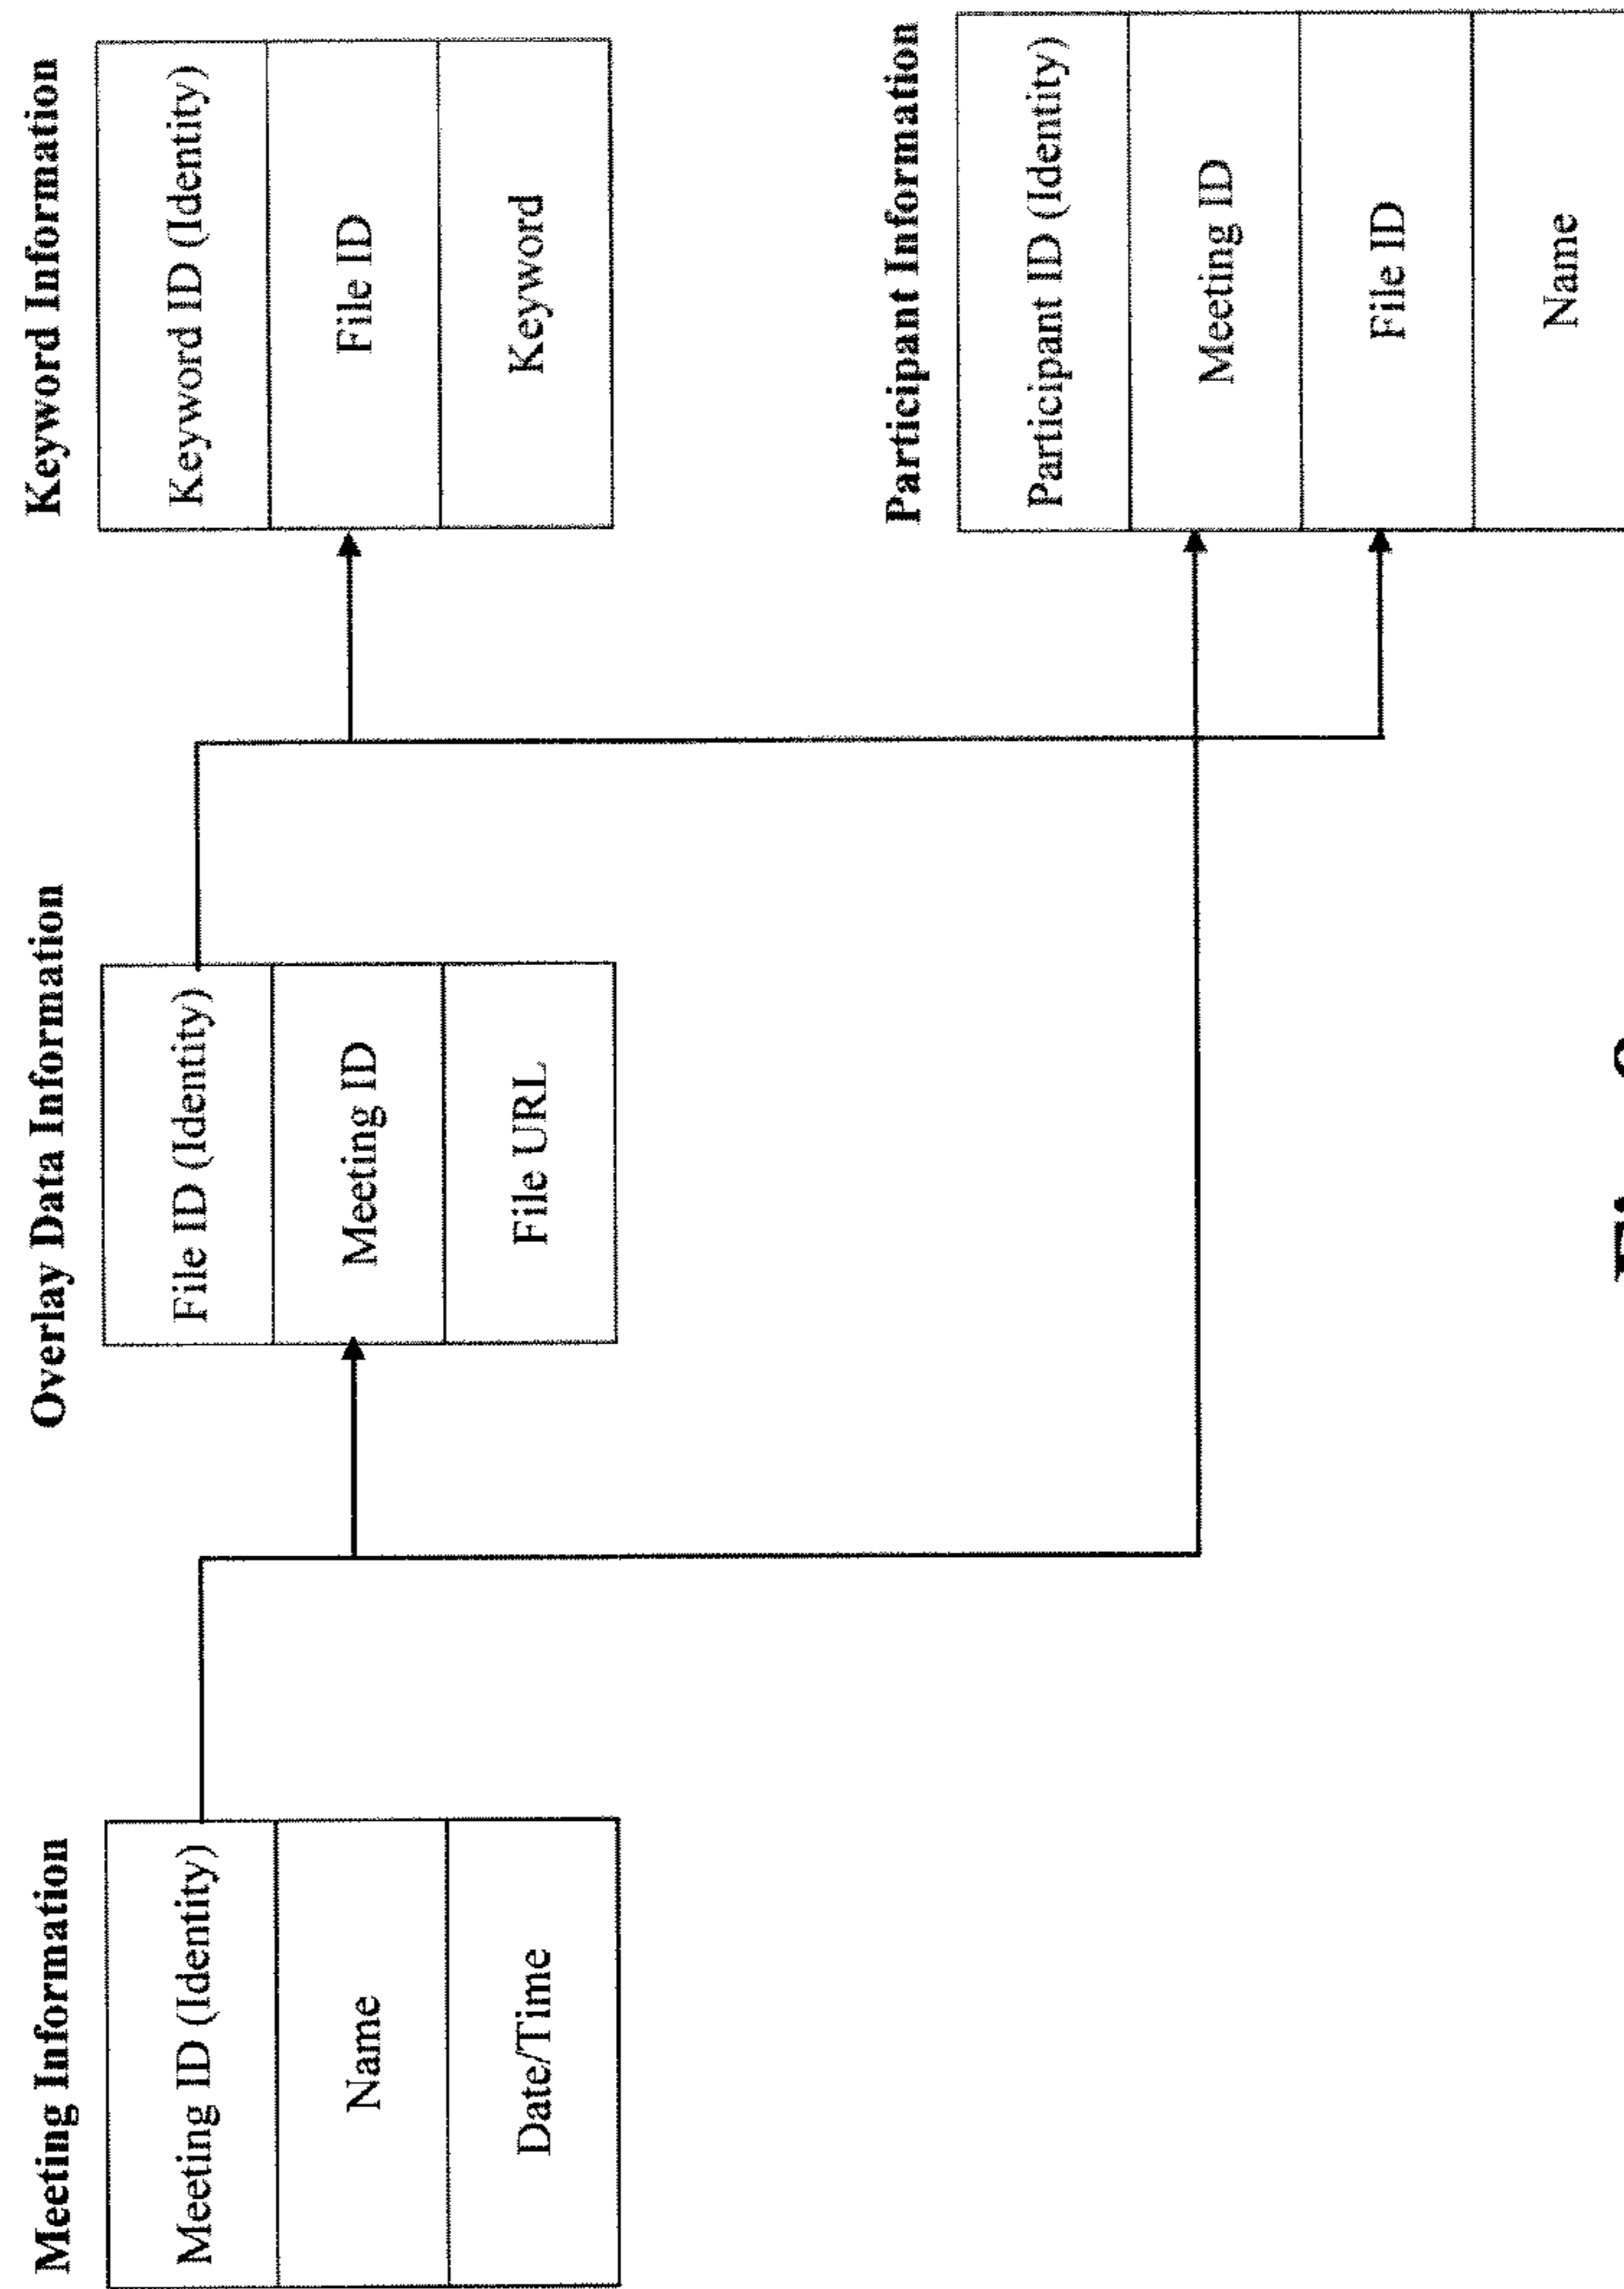 Meeting Information
Meeting ID (Identity)
Name
Date/Time
Overlay Data Information
File ID (Identity)
Meeting ID
File URL
Keyword Information
Keyword ID (Identity)
File ID
Keyword
Participant Information
Participant ID (Identity)
Meeting ID
File ID
Name